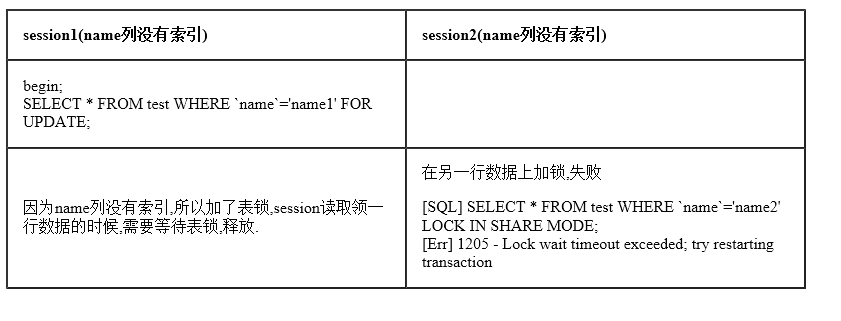 session1(name列没有索引)
session2(name列没有索引)
begin;
SELECT * FROM test WHERE `name`='name1' FOR
UPDATE;
因为name列没有索引,所以加了表锁,session读取领一
行数据的时候,需要等待表锁,释放.
在另一行数据上加锁,失败
[SQL] SELECT * FROM test WHERE `name`='name2'
LOCK IN SHARE MODE;
[Err] 1205 - Lock wait timeout exceeded; try restarting
transaction